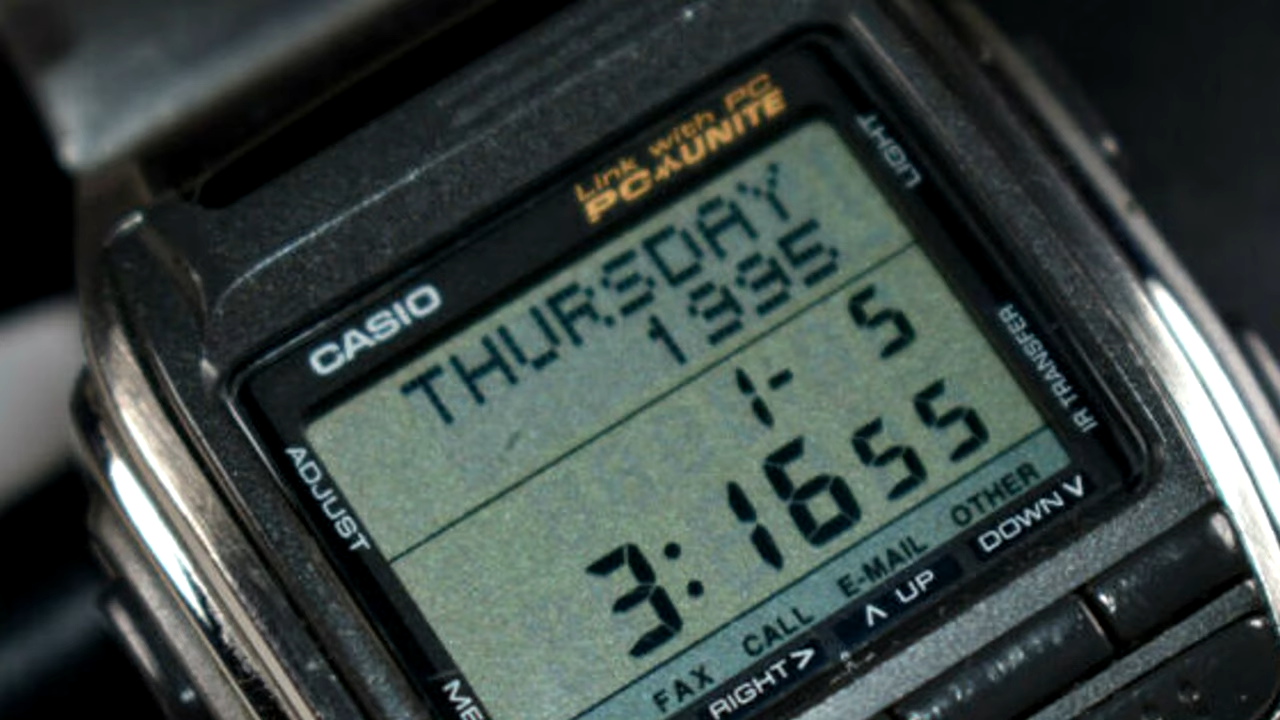 Link with PC
PC UNITE
LIGHT
CASIO
THURSDAY
1995
1- 5
3:16 55
ADJUST
IR TRANSFER
FAX CALL E-MAIL OTHER
RIGHT > ∧ UP DOWN V